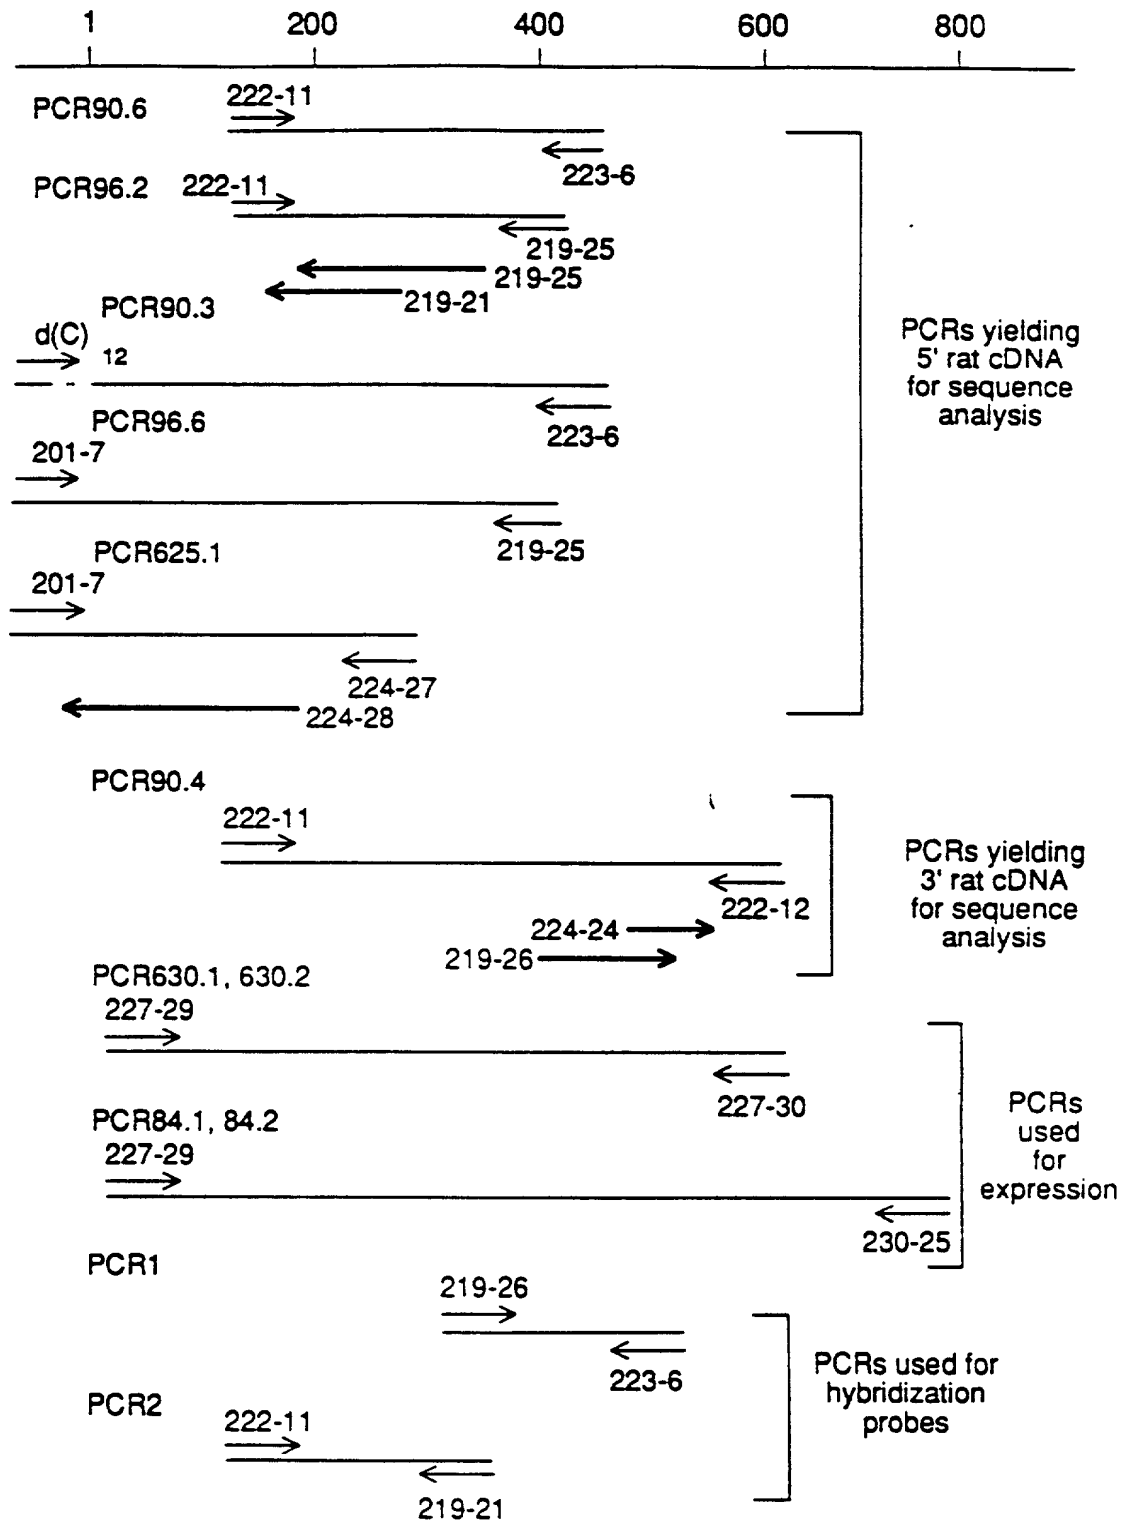 1 200 400 600 800
PCR90.6
222-11
223-6
PCR96.2
222-11
219-25
219-25
219-21
PCR90.3
d(C)
12
223-6
PCR96.6
201-7
219-25
PCR625.1
201-7
224-27
224-28
PCRs yielding
5' rat cDNA
for sequence
analysis
PCR90.4
222-11
222-12
224-24
219-26
PCRs yielding
3' rat cDNA
for sequence
analysis
PCR630.1, 630.2
227-29
227-30
PCR84.1, 84.2
227-29
230-25
PCRs
used
for
expression
PCR1
219-26
223-6
PCR2
222-11
219-21
PCRs used for
hybridization
probes